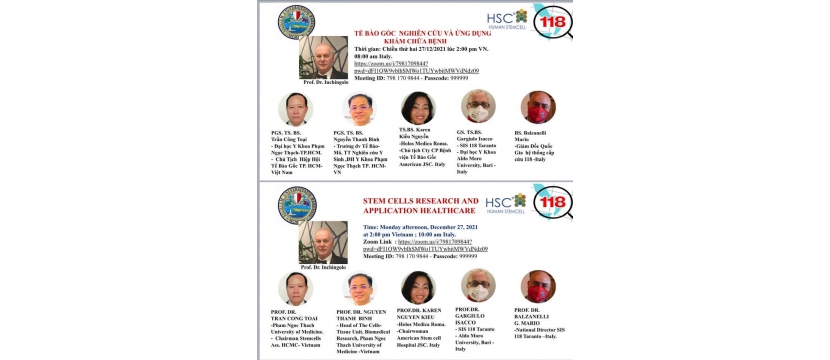 HSC
HUMAN STEMCELL
118
TẾ BÀO GỐC NGHIÊN CỨU VÀ ỨNG DỤNG
KHÁM CHỮA BỆNH
Thời gian: Chiều thứ hai 27/12/2021 lúc 2:00 pm VN.
08:00 am Italy.
https://zoom.us/j/7981709844?
Meeting ID: 798 170 9844 - Passcode: 999999
Prof. Dr. Inchingolo
PGS. TS. BS.
Trần Công Toại
- Đại học Y Khoa Phạm
Ngọc Thạch-TP.HCM.
- Chủ Tịch Hiệp Hội
Tế Bào Gốc TP. HCM-
Việt Nam
PGS. TS. BS.
Nguyễn Thanh Bình
- Trưởng đv Tế Bào-
Mô, TT Nghiên cứu Y
Sinh ,ĐH Y Khoa Phạm
Ngọc Thạch TP. HCM-
VN
TS.BS. Karen
Kiều Nguyễn
-Holos Medica Roma.
-Chủ tịch Cty CP Bệnh
viện Tế Bào Gốc
American JSC. Italy
GS. TS.BS.
Gargiulo Isacco
- SIS 118 Taranto
- Đại học Y Khoa
Aldo Moro
University, Bari -
Italy
BS. Balzanelli
Mario
-Giám Đốc Quốc
Gia hệ thống cấp
cứu 118 -Italy
HSC
HUMAN STEMCELL
118
STEM CELLS RESEARCH AND
APPLICATION HEALTHCARE
Time: Monday afternoon, December 27, 2021
at 2:00 pm Vietnam ; 10:00 am Italy.
Zoom Link : https://zoom.us/j/7981709844?
Meeting ID: 798 170 9844 - Passcode: 999999
Prof. Dr. Inchingolo
PROF. DR.
TRAN CONG TOAI
-Pham Ngoc Thach
University of Medicine.
- Chairman Stemcells
Ass. HCMC- Vietnam
PROF. DR. NGUYEN
THANH BINH
- Head of The Cells-
Tissue Unit, Biomedical
Research, Pham Ngoc
Thach University of
Medicine -Vietnam
PROF.DR. KAREN
NGUYEN KIEU
-Holos Medica Roma.
-Chairwoman
American Stem cell
Hospital JSC. Italy
PROF.DR.
GARGIULO
ISACCO
- SIS 118 Taranto
- Aldo Moro
University, Bari -
Italy
PROF. DR.
BALZANELLI
G. MARIO
-National Director SIS
118 Taranto -Italy.